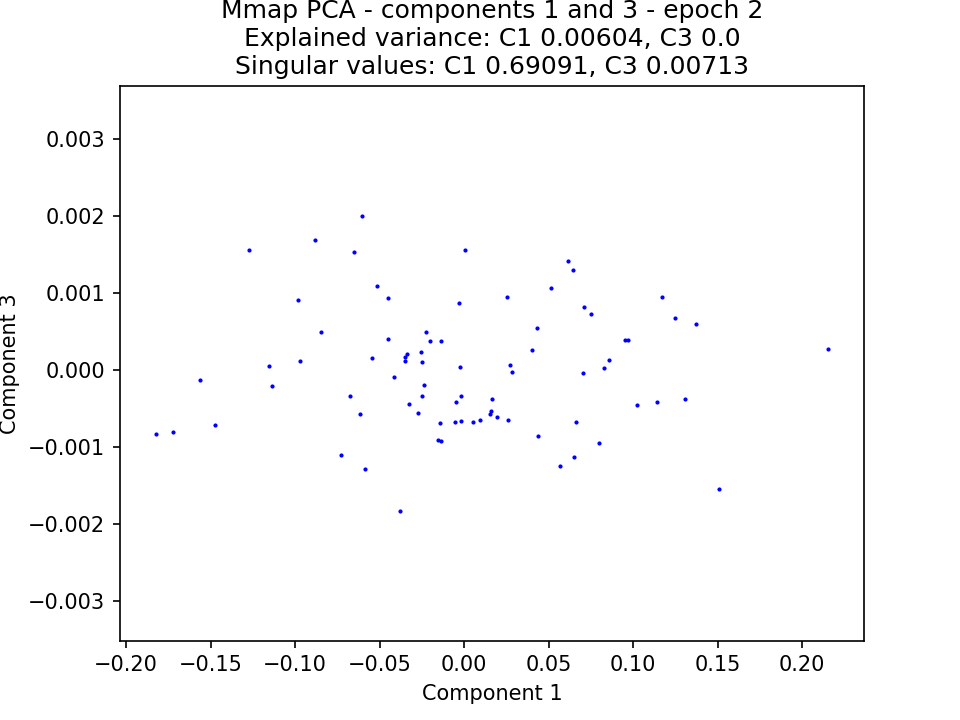 Mmap PCA - components 1 and 3 - epoch 2
Explained variance: C1 0.00604, C3 0.0
Singular values: C1 0.69091, C3 0.00713
Component 3
0.003
0.002
0.001
0.000
−0.001
−0.002
−0.003
−0.20 −0.15 −0.10 −0.05 0.00 0.05 0.10 0.15 0.20
Component 1